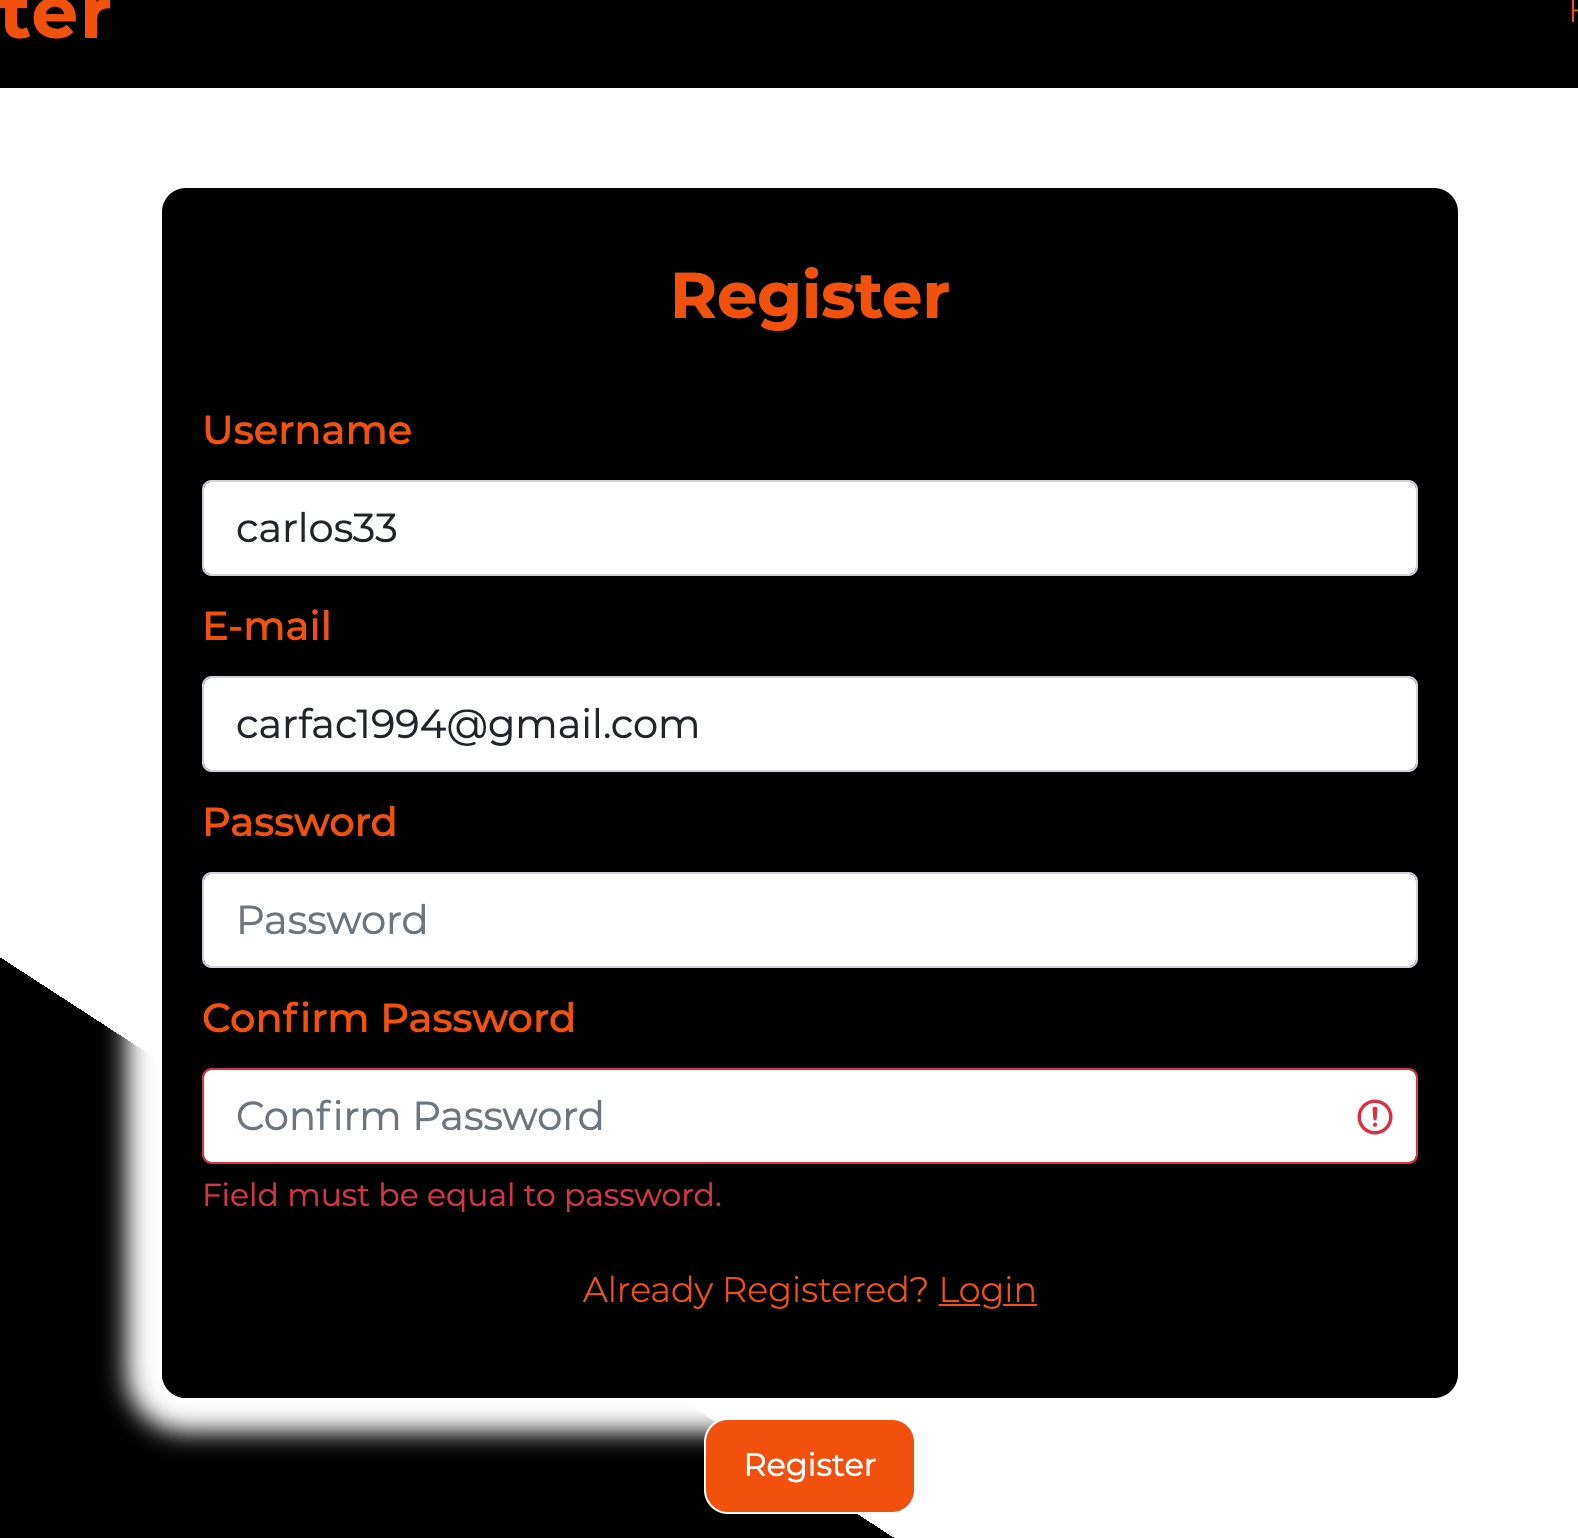 ter
Register
Username
carlos33
E-mail
carfac1994@gmail.com
Password
Password
Confirm Password
Confirm Password
Field must be equal to password.
Already Registered? Login
Register